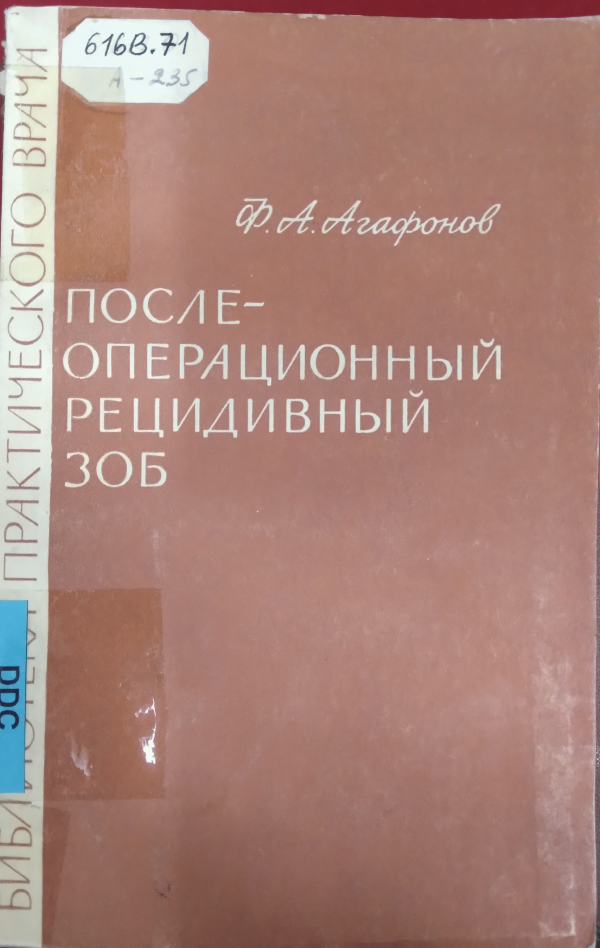 616В.71
А-235
Ф.А.Агафонов
ПОСЛЕ-
ОПЕРАЦИОННЫЙ
РЕЦИДИВНЫЙ
ЗОБ
БИБЛИОТЕКА ПРАКТИЧЕСКОГО ВРАЧА
DDC